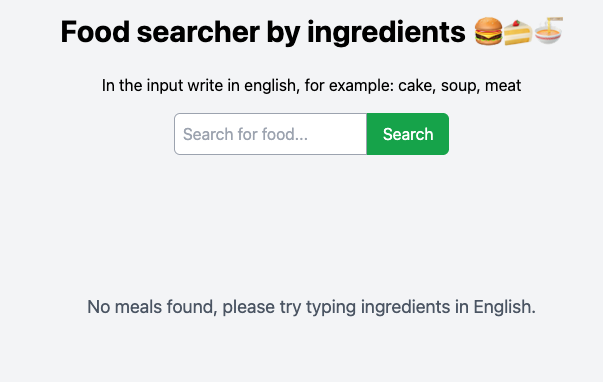 Food searcher by ingredients 🍔🍰🍜
In the input write in english, for example: cake, soup, meat
Search for food...
Search
No meals found, please try typing ingredients in English.